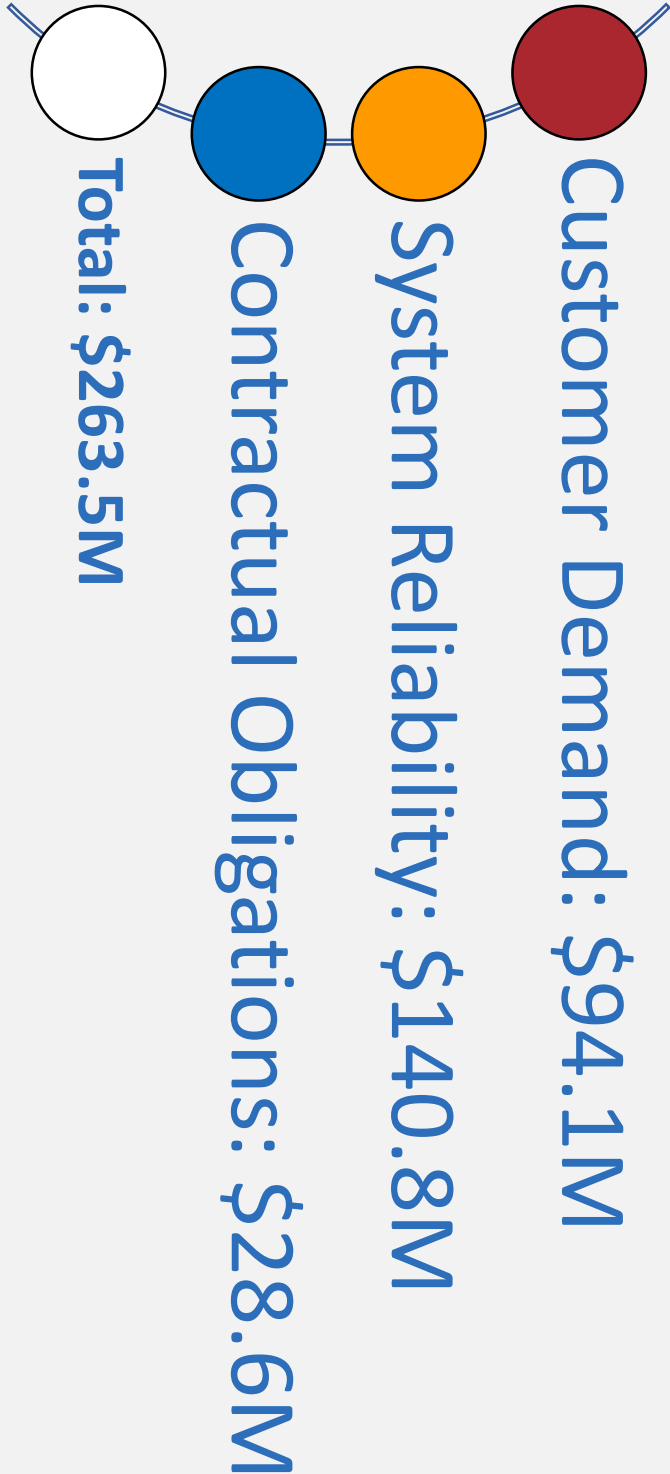 Customer Demand: $94.1M
System Reliability: $140.8M
Contractual Obligations: $28.6M
Total: $263.5M